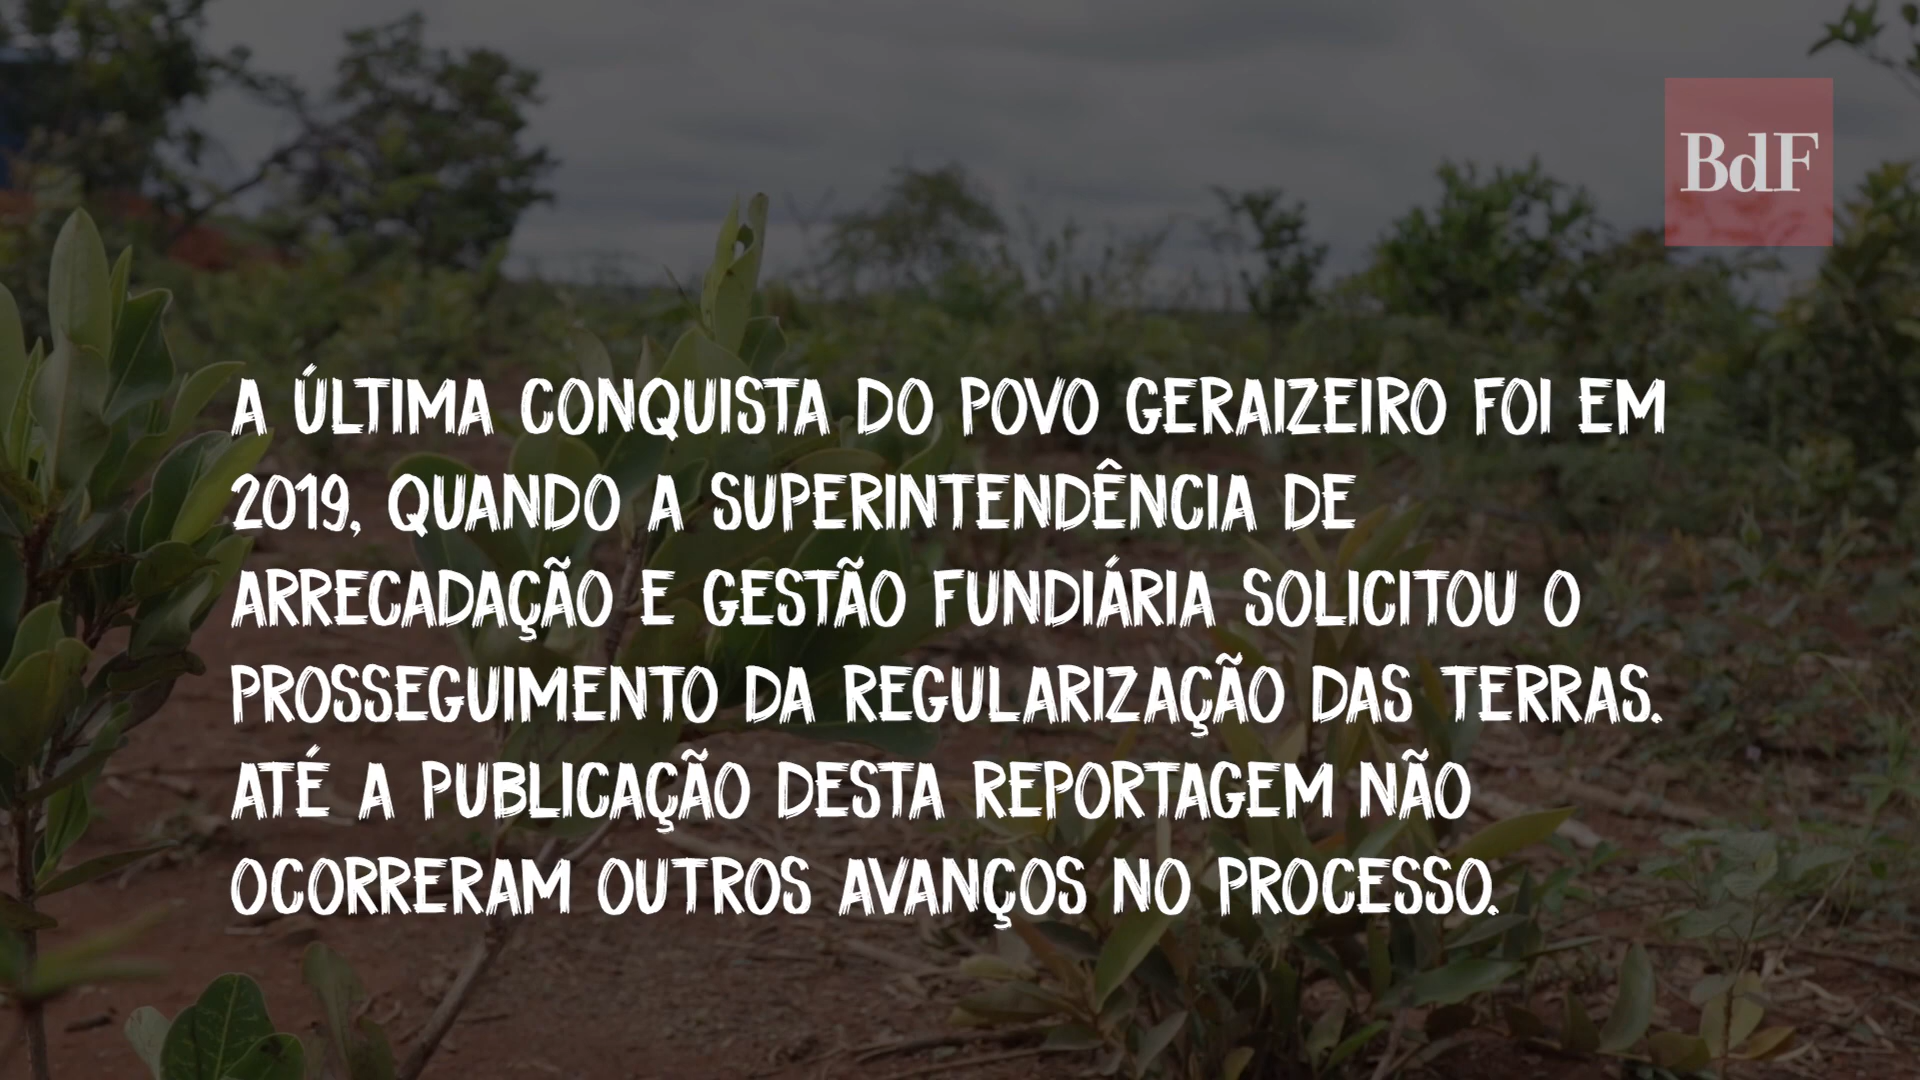 BdF
A ÚLTIMA CONQUISTA DO POVO GERAIZEIRO FOI EM
2019, QUANDO A SUPERINTENDÊNCIA DE
ARRECADAÇÃO E GESTÃO FUNDIÁRIA SOLICITOU O
PROSSEGUIMENTO DA REGULARIZAÇÃO DAS TERRAS.
ATÉ A PUBLICAÇÃO DESTA REPORTAGEM NÃO
OCORRERAM OUTROS AVANÇOS NO PROCESSO.